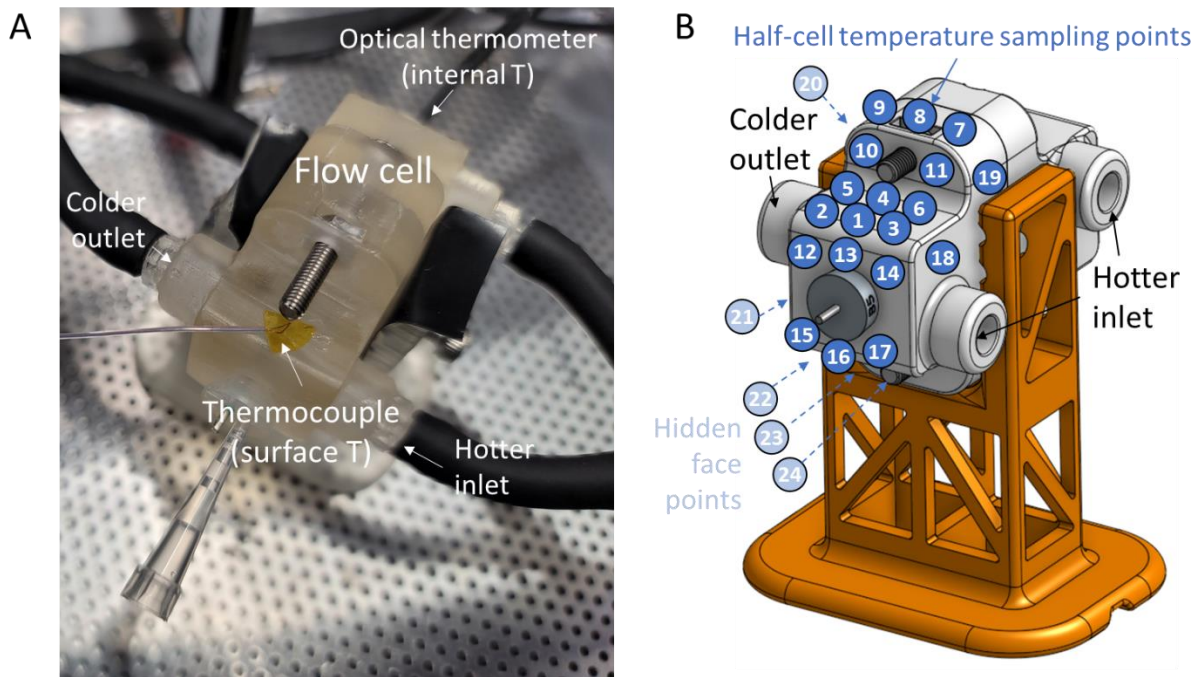 A
Optical thermometer
(internal T)
Flow cell
Colder
outlet
Thermocouple
(surface T)
Hotter
inlet
B
Half-cell temperature sampling points
20
9
8
7
Colder
outlet
10
11
19
5
4
6
2
1
3
12
13
14
18
85
Hotter
inlet
21
15
16
17
22
Hidden
face
points
23
24